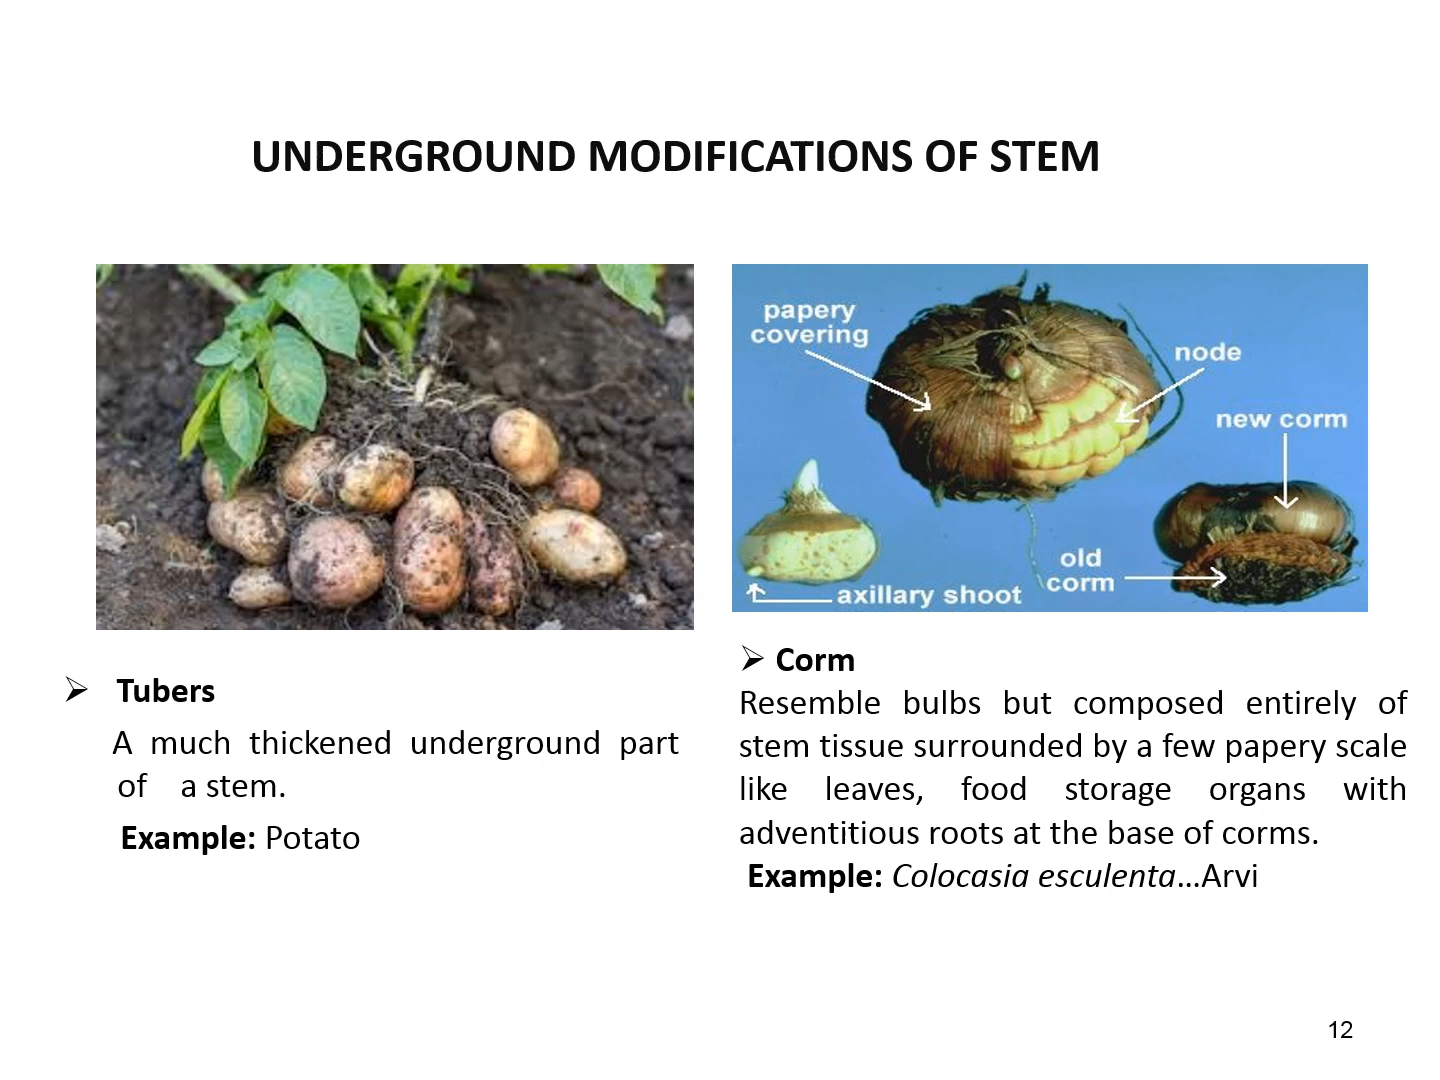 UNDERGROUND MODIFICATIONS OF STEM
papery
covering
node
new corm
old
corm
axillary shoot
➢ Tubers
A much thickened underground part
of a stem.
Example: Potato
➢ Corm
Resemble bulbs but composed entirely of
stem tissue surrounded by a few papery scale
like leaves, food storage organs with
adventitious roots at the base of corms.
Example: Colocasia esculenta…Arvi
12